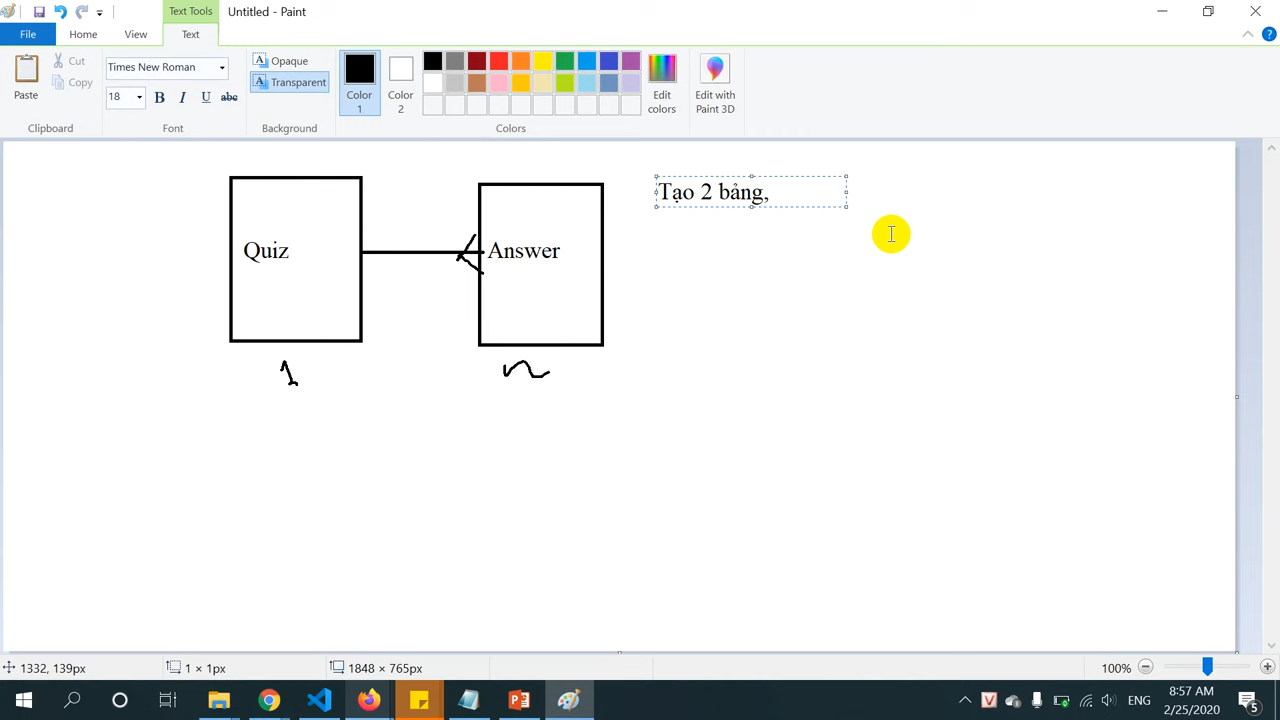 Text Tools
Untitled - Paint
File
Home
View
Text
Paste
Cut
Copy
Clipboard
Times New Roman
18
B I U abc
Font
Opaque
Transparent
Background
Color
1
Color
2
Colors
Edit
colors
Edit with
Paint 3D
Quiz
Answer
Tạo 2 bảng,
1
n
1332, 139px
1 × 1px
1848 × 765px
100%
ENG
8:57 AM
2/25/2020
5